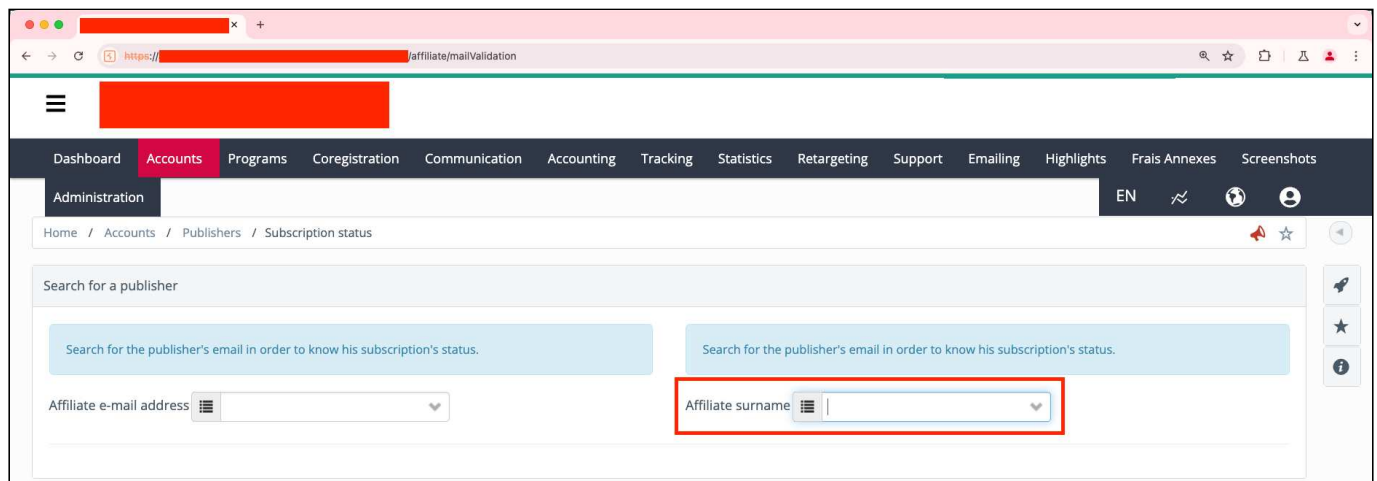 https://
/affiliate/mailValidation
Dashboard Accounts Programs Coregistration Communication Accounting Tracking Statistics Retargeting Support Emailing Highlights Frais Annexes Screenshots
Administration EN
Home / Accounts / Publishers / Subscription status
Search for a publisher
Search for the publisher's email in order to know his subscription's status.
Search for the publisher's email in order to know his subscription's status.
Affiliate e-mail address
Affiliate surname